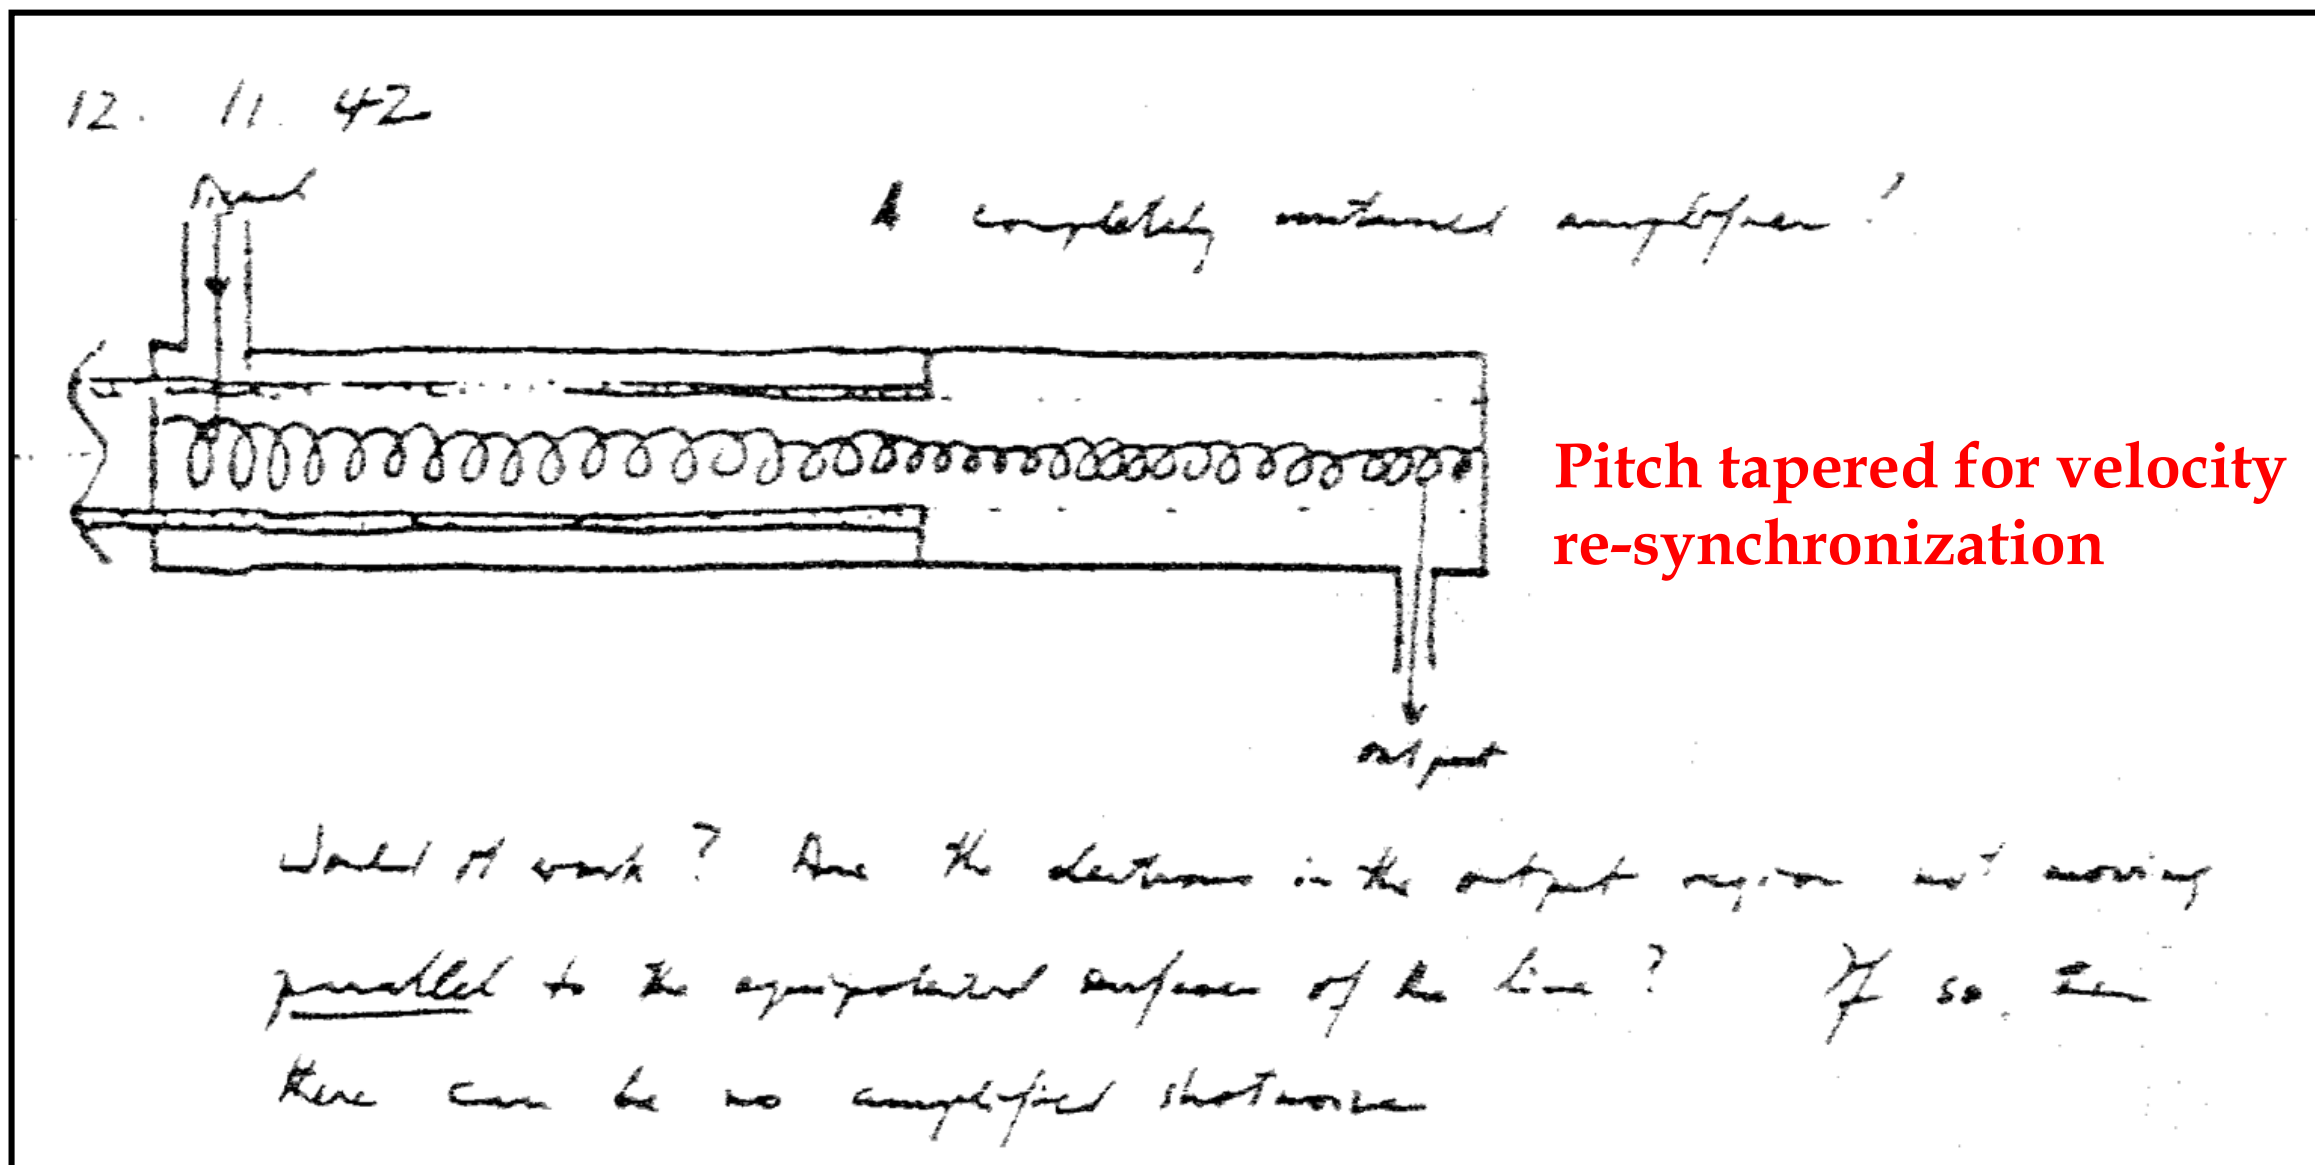 12. 11. 42
Signal
A completely untuned amplifier!
Pitch tapered for velocity
re-synchronization
output
Would it work? Are the electrons in the output region not moving
parallel to the equipotential surfaces of the line? If so then
there can be no amplified shot noise